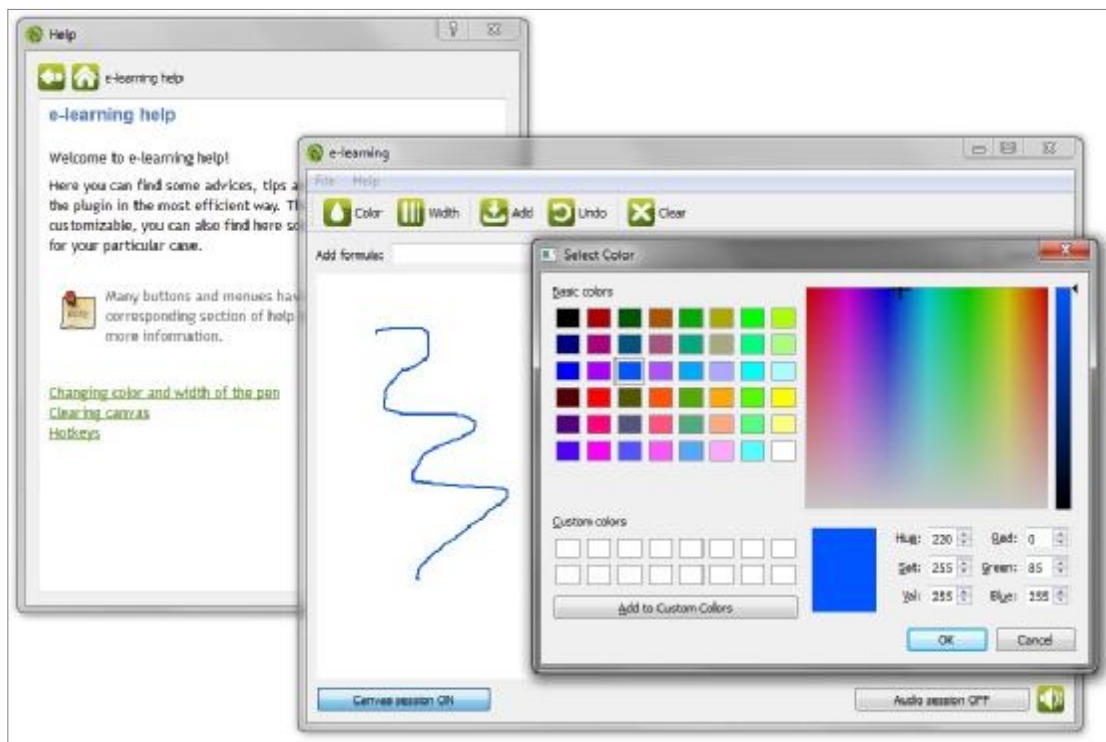 Help
e-learning help
e-learning help
Welcome to e-learning help!
Here you can find some advices, tips a
the plugin in the most efficient way. Th
customizable, you can also find here so
for your particular case.
NOTE
Many buttons and menues hav
corresponding section of help
more information.
Changing color and width of the pen
Clearing canvas
Hotkeys
e-learning
File Help
Color Width Add Undo Clear
Add formula:
Canvas session ON
Audio session OFF
Select Color
Basic colors
Custom colors
Add to Custom Colors
Hue: 220 Red: 0
Sat: 255 Green: 85
Val: 255 Blue: 255
OK Cancel